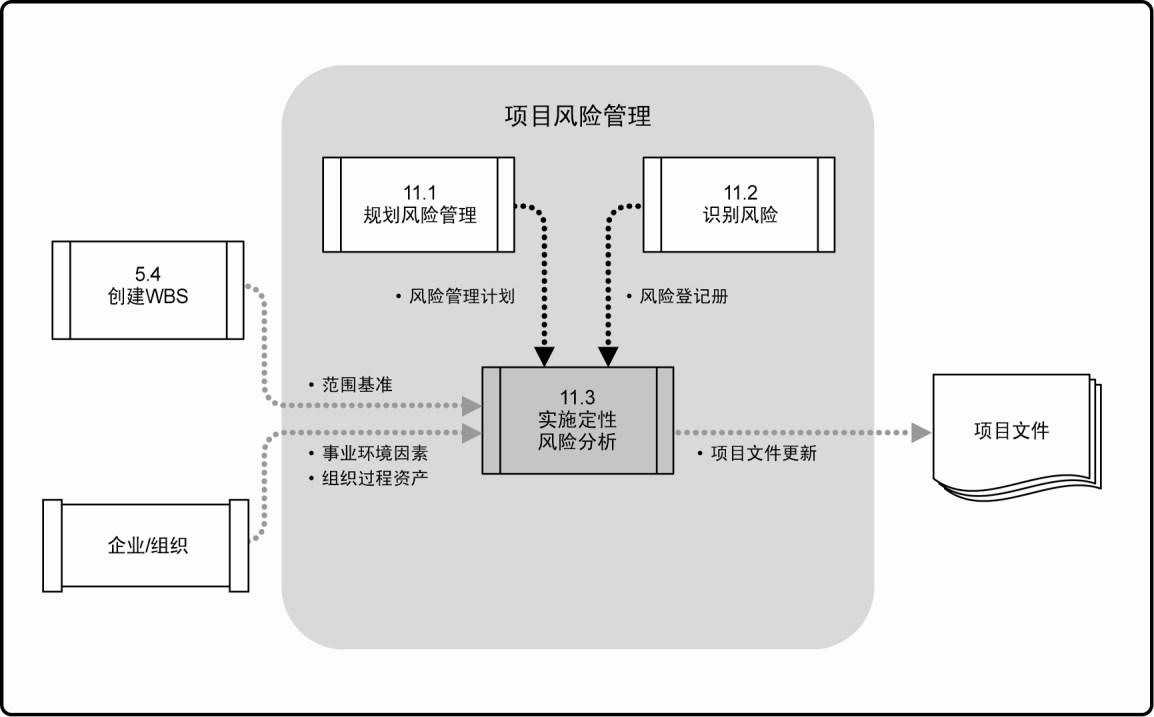 项目风险管理
11.1
规划风险管理
11.2
识别风险
5.4
创建WBS
• 风险管理计划
• 风险登记册
• 范围基准
11.3
实施定性
风险分析
• 事业环境因素
• 组织过程资产
• 项目文件更新
项目文件
企业/组织